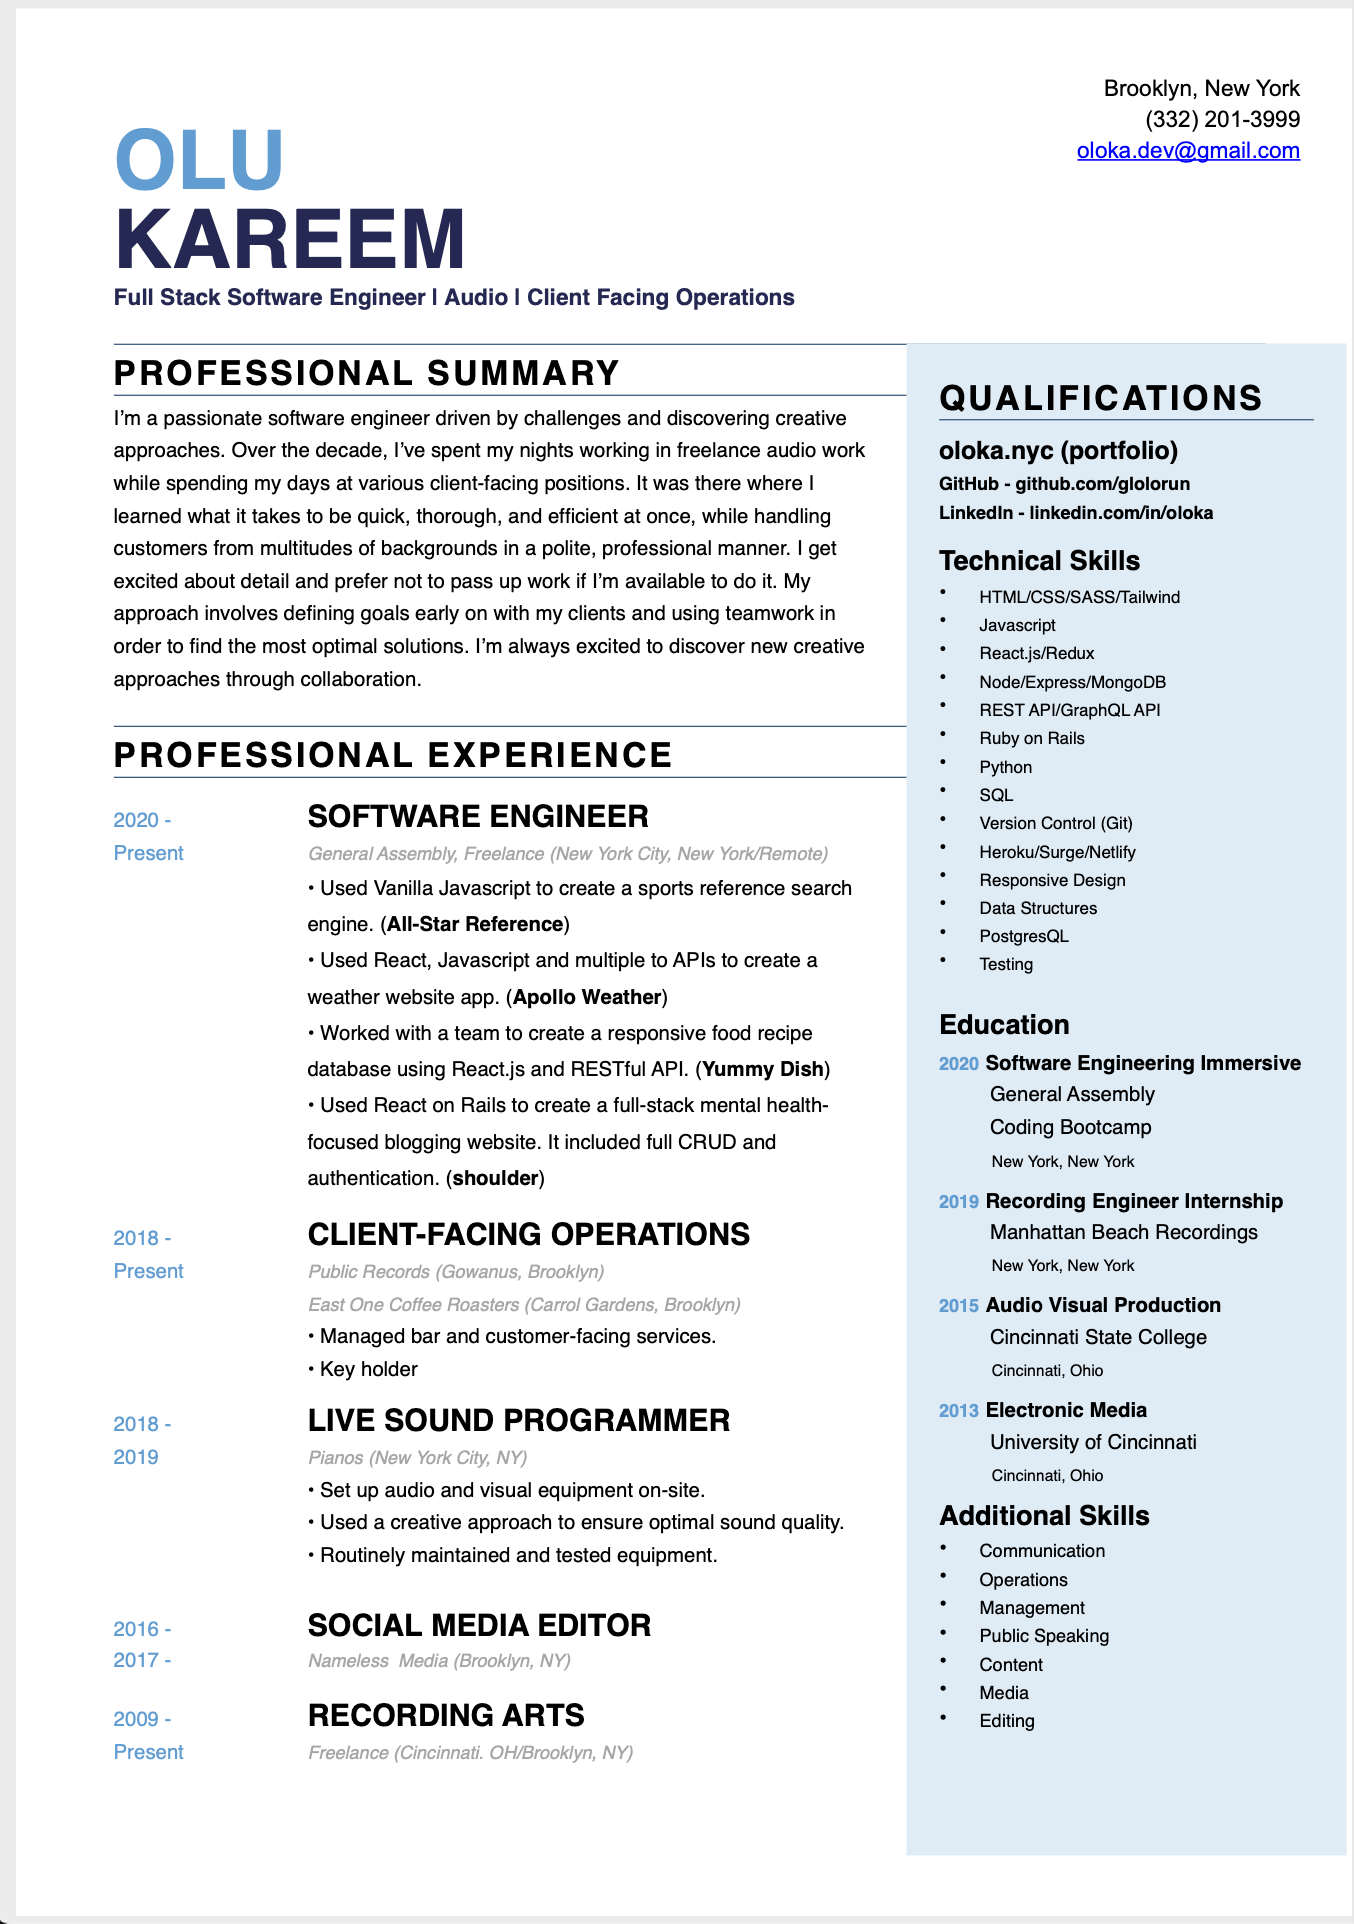 Brooklyn, New York
(332) 201-3999
oloka.dev@gmail.com
OLU
KAREEM
Full Stack Software Engineer | Audio | Client Facing Operations
PROFESSIONAL SUMMARY
I’m a passionate software engineer driven by challenges and discovering creative
approaches. Over the decade, I’ve spent my nights working in freelance audio work
while spending my days at various client-facing positions. It was there where I
learned what it takes to be quick, thorough, and efficient at once, while handling
customers from multitudes of backgrounds in a polite, professional manner. I get
excited about detail and prefer not to pass up work if I’m available to do it. My
approach involves defining goals early on with my clients and using teamwork in
order to find the most optimal solutions. I’m always excited to discover new creative
approaches through collaboration.
PROFESSIONAL EXPERIENCE
2020 -
Present
SOFTWARE ENGINEER
General Assembly, Freelance (New York City, New York/Remote)
• Used Vanilla Javascript to create a sports reference search
engine. (All-Star Reference)
• Used React, Javascript and multiple to APIs to create a
weather website app. (Apollo Weather)
• Worked with a team to create a responsive food recipe
database using React.js and RESTful API. (Yummy Dish)
• Used React on Rails to create a full-stack mental health-
focused blogging website. It included full CRUD and
authentication. (shoulder)
2018 -
Present
CLIENT-FACING OPERATIONS
Public Records (Gowanus, Brooklyn)
East One Coffee Roasters (Carrol Gardens, Brooklyn)
• Managed bar and customer-facing services.
• Key holder
2018 -
2019
LIVE SOUND PROGRAMMER
Pianos (New York City, NY)
• Set up audio and visual equipment on-site.
• Used a creative approach to ensure optimal sound quality.
• Routinely maintained and tested equipment.
2016 -
2017 -
SOCIAL MEDIA EDITOR
Nameless  Media (Brooklyn, NY)
2009 -
Present
RECORDING ARTS
Freelance (Cincinnati. OH/Brooklyn, NY)
QUALIFICATIONS
oloka.nyc (portfolio)
GitHub - github.com/glolorun
LinkedIn - linkedin.com/in/oloka
Technical Skills
• HTML/CSS/SASS/Tailwind
• Javascript
• React.js/Redux
• Node/Express/MongoDB
• REST API/GraphQL API
• Ruby on Rails
• Python
• SQL
• Version Control (Git)
• Heroku/Surge/Netlify
• Responsive Design
• Data Structures
• PostgresQL
• Testing
Education
2020 Software Engineering Immersive
General Assembly
Coding Bootcamp
New York, New York
2019 Recording Engineer Internship
Manhattan Beach Recordings
New York, New York
2015 Audio Visual Production
Cincinnati State College
Cincinnati, Ohio
2013 Electronic Media
University of Cincinnati
Cincinnati, Ohio
Additional Skills
• Communication
• Operations
• Management
• Public Speaking
• Content
• Media
• Editing